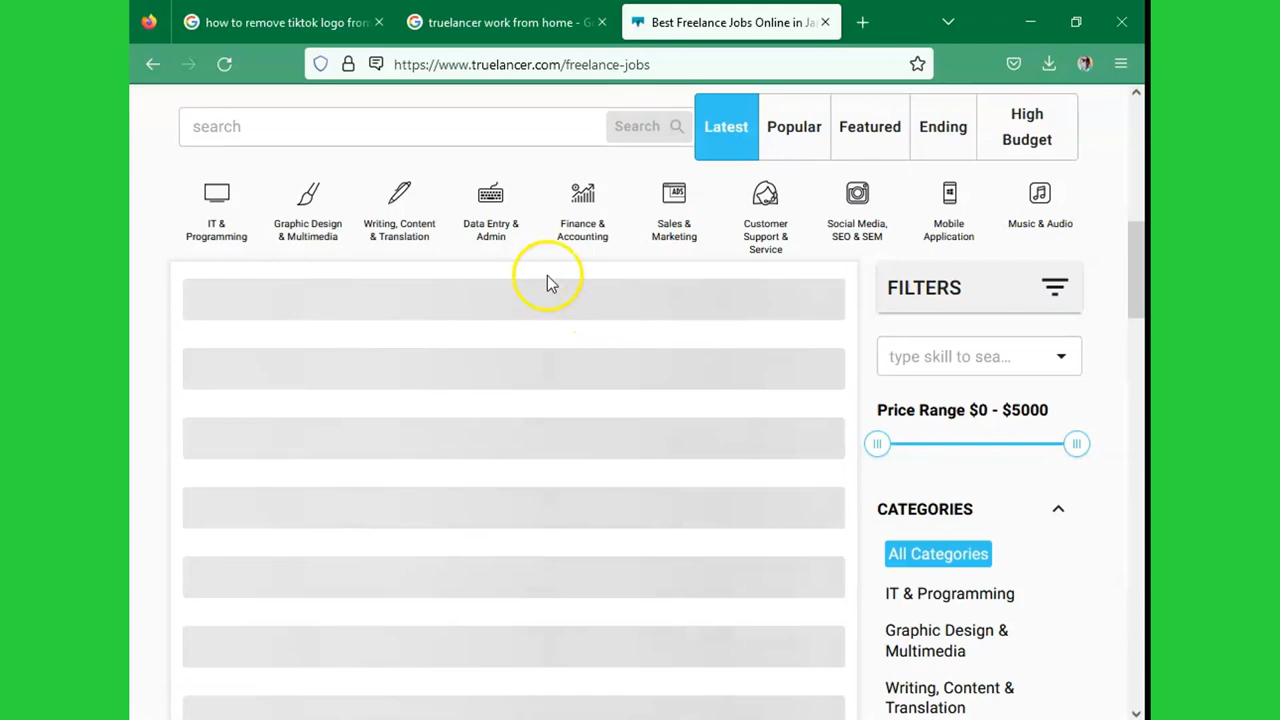 how to remove tiktok logo from
truelancer work from home - Go
Best Freelance Jobs Online in Ja
https://www.truelancer.com/freelance-jobs
search
Search
Latest
Popular
Featured
Ending
High
Budget
IT &
Programming
Graphic Design
& Multimedia
Writing, Content
& Translation
Data Entry &
Admin
Finance &
Accounting
ADS
Sales &
Marketing
Customer
Support &
Service
Social Media,
SEO & SEM
Mobile
Application
Music & Audio
FILTERS
type skill to sea...
Price Range $0 - $5000
CATEGORIES
All Categories
IT & Programming
Graphic Design &
Multimedia
Writing, Content &
Translation